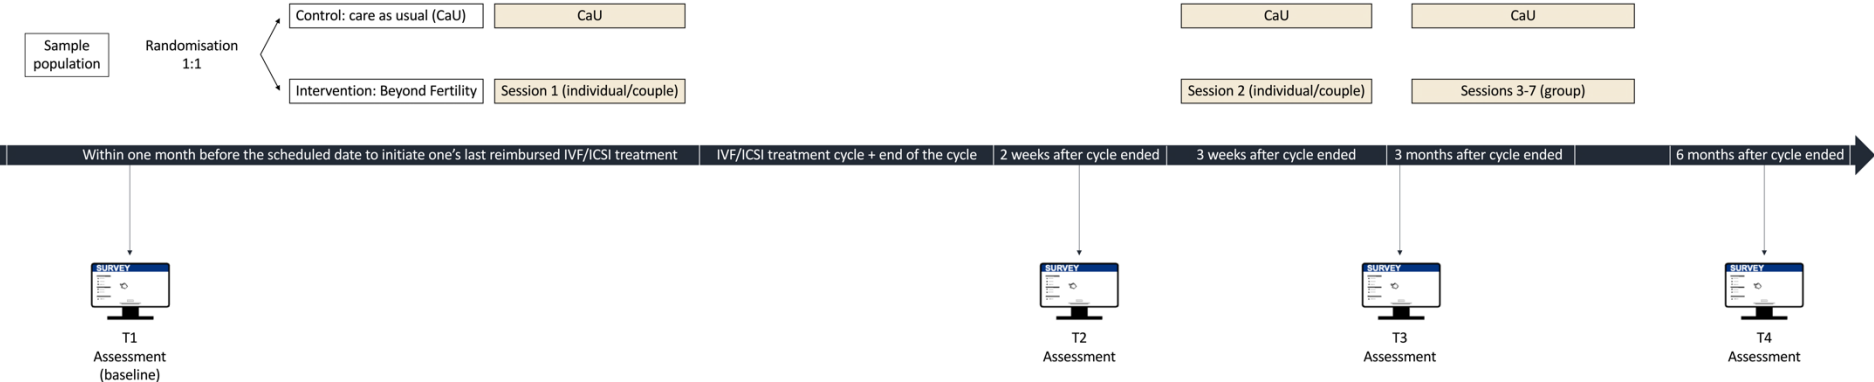 Control: care as usual (CaU)
CaU
CaU
CaU
Sample
population
Randomisation
1:1
Intervention: Beyond Fertility
Session 1 (individual/couple)
Session 2 (individual/couple)
Sessions 3-7 (group)
Within one month before the scheduled date to initiate one’s last reimbursed IVF/ICSI treatment
IVF/ICSI treatment cycle + end of the cycle
2 weeks after cycle ended
3 weeks after cycle ended
3 months after cycle ended
6 months after cycle ended
SURVEY
SURVEY
SURVEY
SURVEY
T1
Assessment
(baseline)
T2
Assessment
T3
Assessment
T4
Assessment